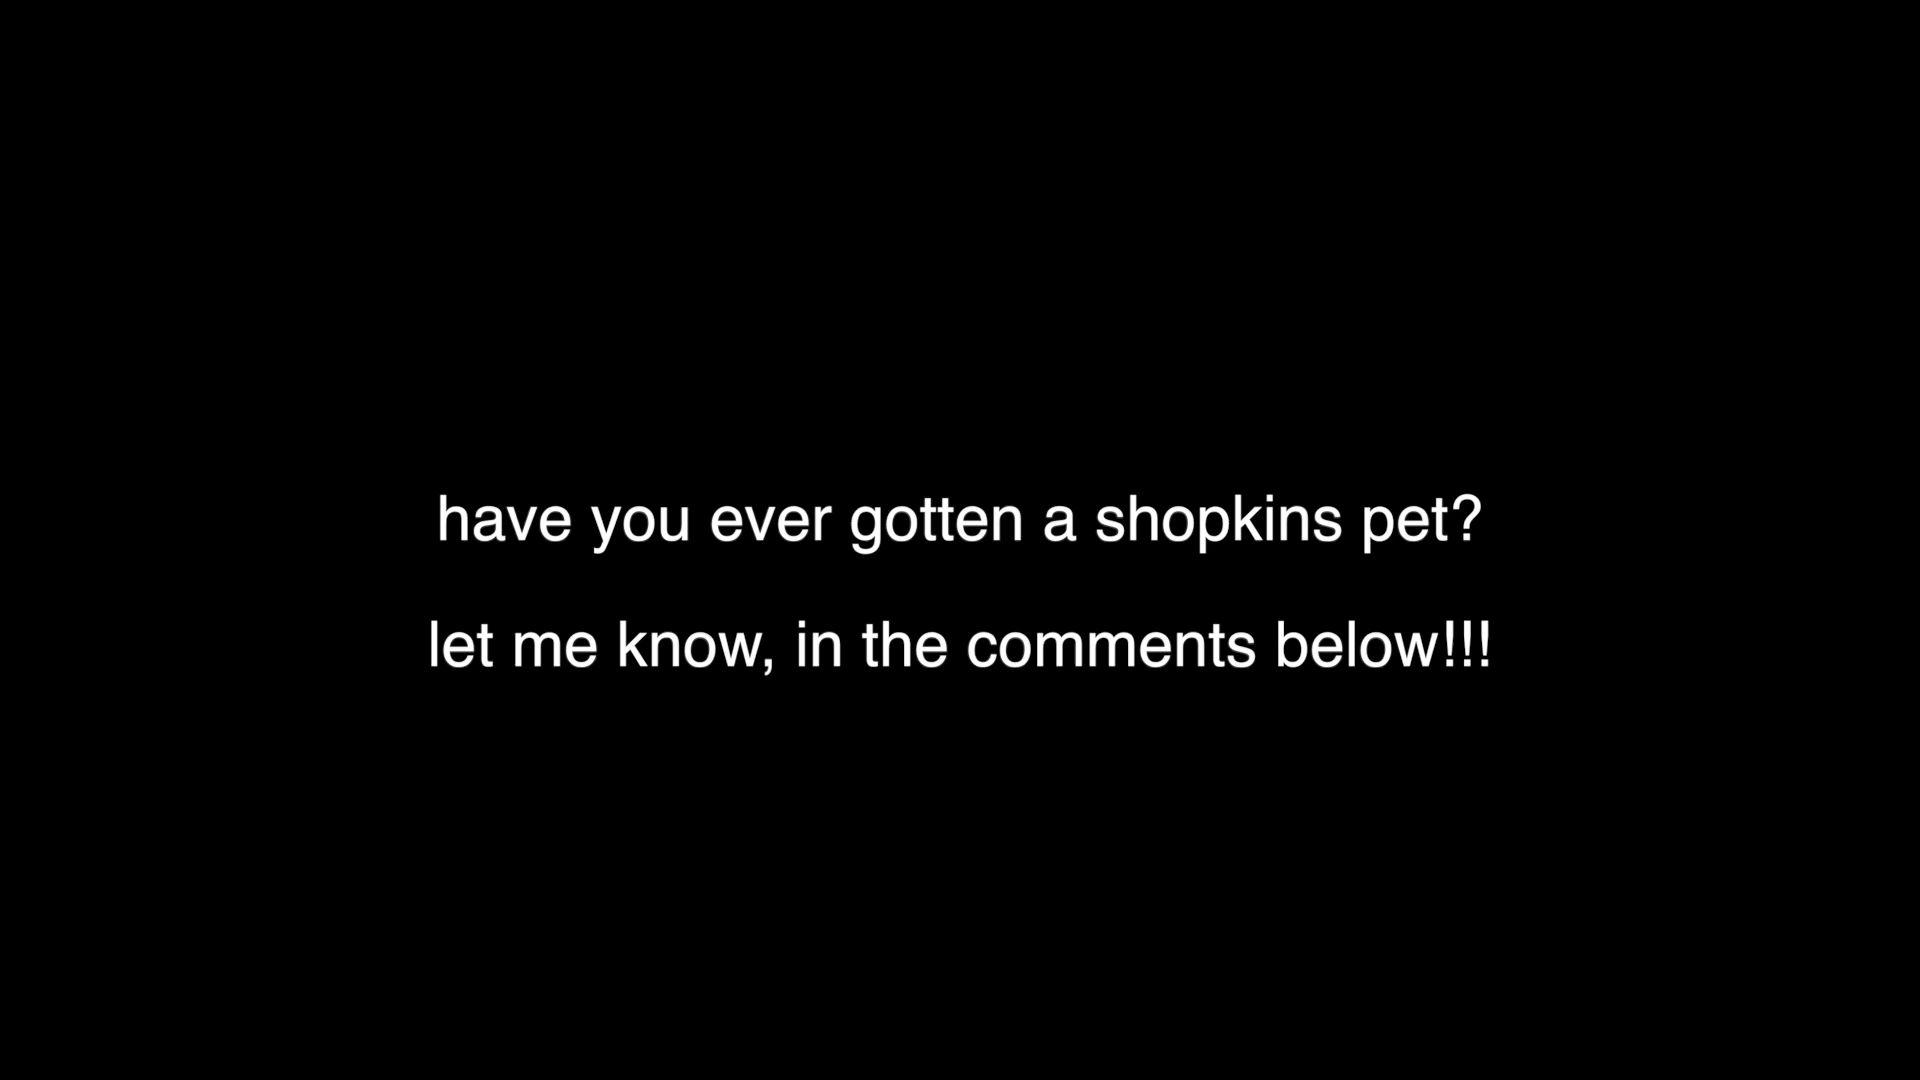 have you ever gotten a shopkins pet?
let me know, in the comments below!!!